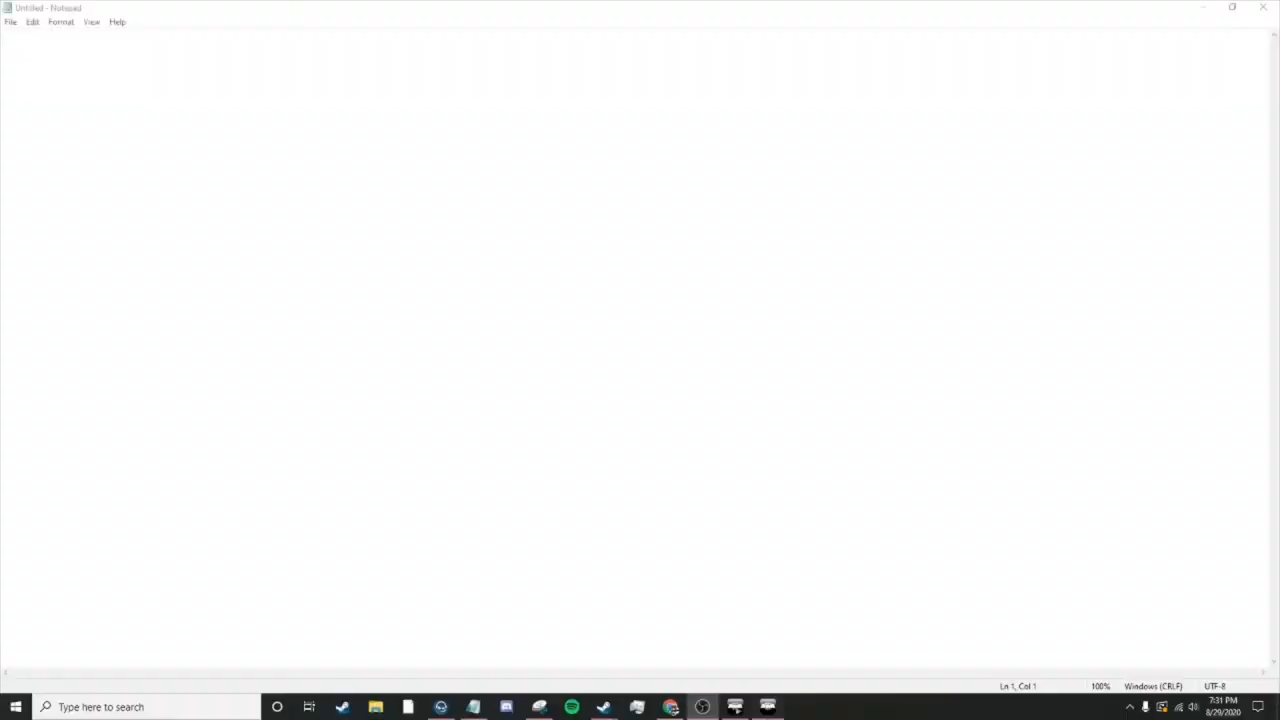 Untitled - Notepad
File Edit Format View Help
Ln 1, Col 1 100% Windows (CRLF) UTF-8
Type here to search
7:31 PM
8/29/2020